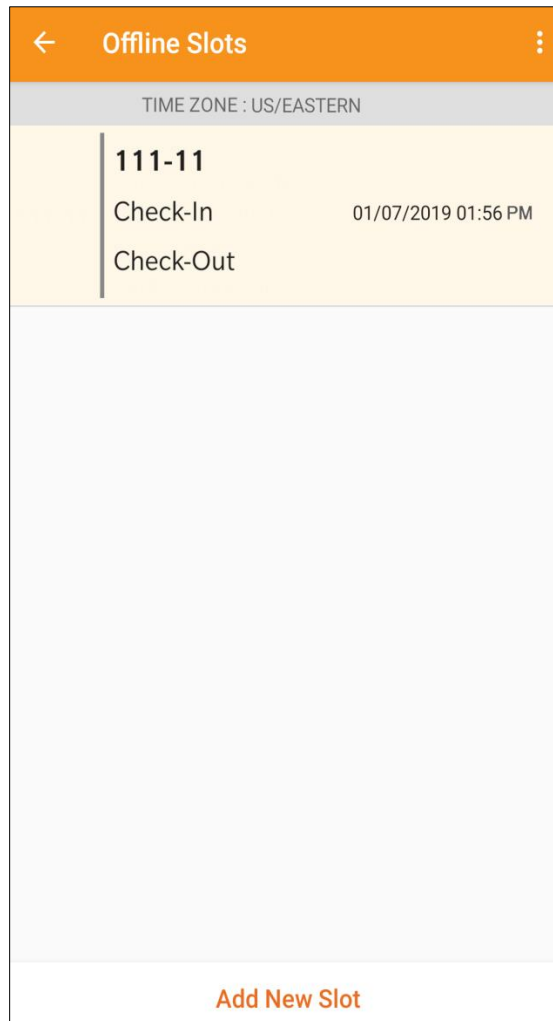 Offline Slots
TIME ZONE : US/EASTERN
111-11
Check-In 01/07/2019 01:56 PM
Check-Out
Add New Slot